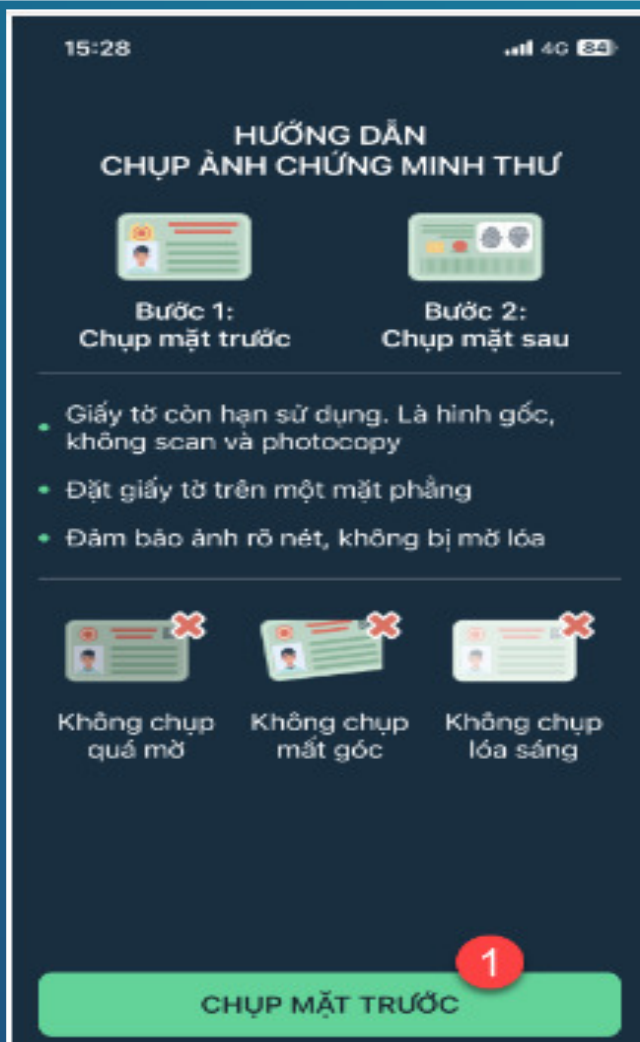 15:28
4G 84
HƯỚNG DẪN
CHỤP ẢNH CHỨNG MINH THƯ
Bước 1:
Chụp mặt trước
Bước 2:
Chụp mặt sau
Giấy tờ còn hạn sử dụng. Là hình gốc,
không scan và photocopy
Đặt giấy tờ trên một mặt phẳng
Đảm bảo ảnh rõ nét, không bị mờ lóa
Không chụp
quá mờ
Không chụp
mất góc
Không chụp
lóa sáng
1
CHỤP MẶT TRƯỚC